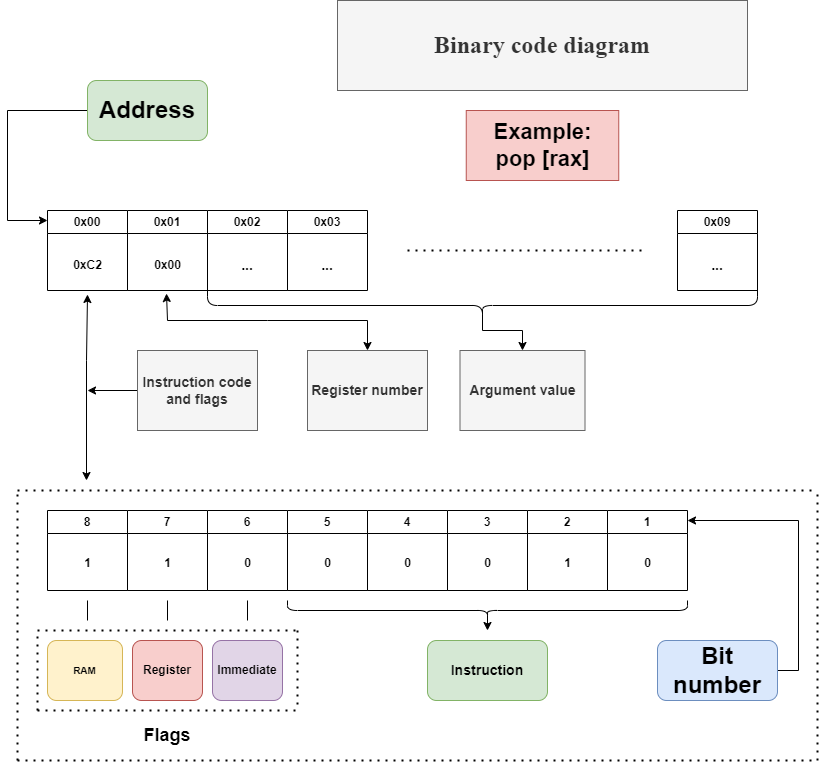 Binary code diagram
Address
Example:
pop [rax]
0x00 0x01 0x02 0x03 0x09
0xC2 0x00 ... ... ...
Instruction code
and flags
Register number
Argument value
8 7 6 5 4 3 2 1
1 1 0 0 0 0 1 0
RAM
Register
Immediate
Instruction
Bit
number
Flags